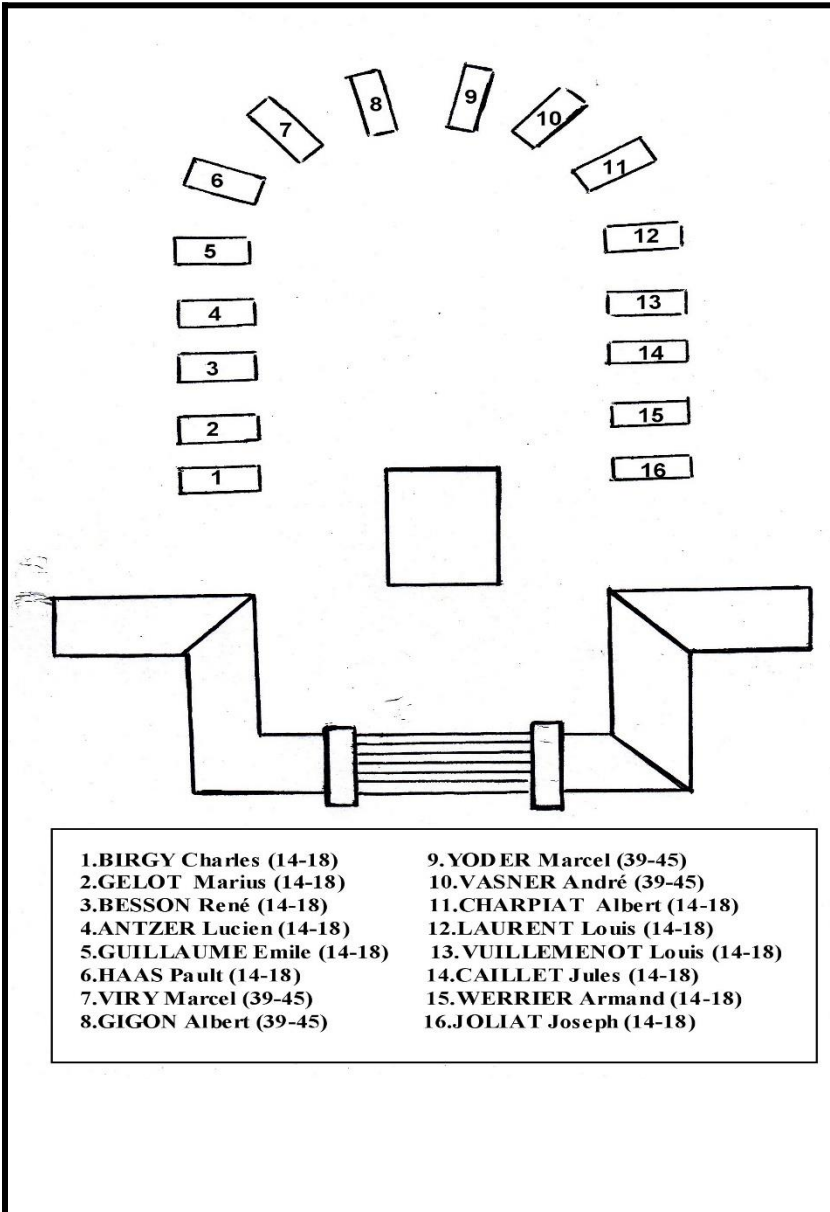 8
9
7
10
6
11
5
12
4
13
3
14
2
15
1
16
1.BIRGY Charles (14-18)
2.GELOT Marius (14-18)
3.BESSON René (14-18)
4.ANTZER Lucien (14-18)
5.GUILLAUME Emile (14-18)
6.HAAS Pault (14-18)
7.VIRY Marcel (39-45)
8.GIGON Albert (39-45)
9.YODER Marcel (39-45)
10.VASNER André (39-45)
11.CHARPIAT Albert (14-18)
12.LAURENT Louis (14-18)
13.VUILLEMENOT Louis (14-18)
14.CAILLET Jules (14-18)
15.WERRIER Armand (14-18)
16.JOLIAT Joseph (14-18)